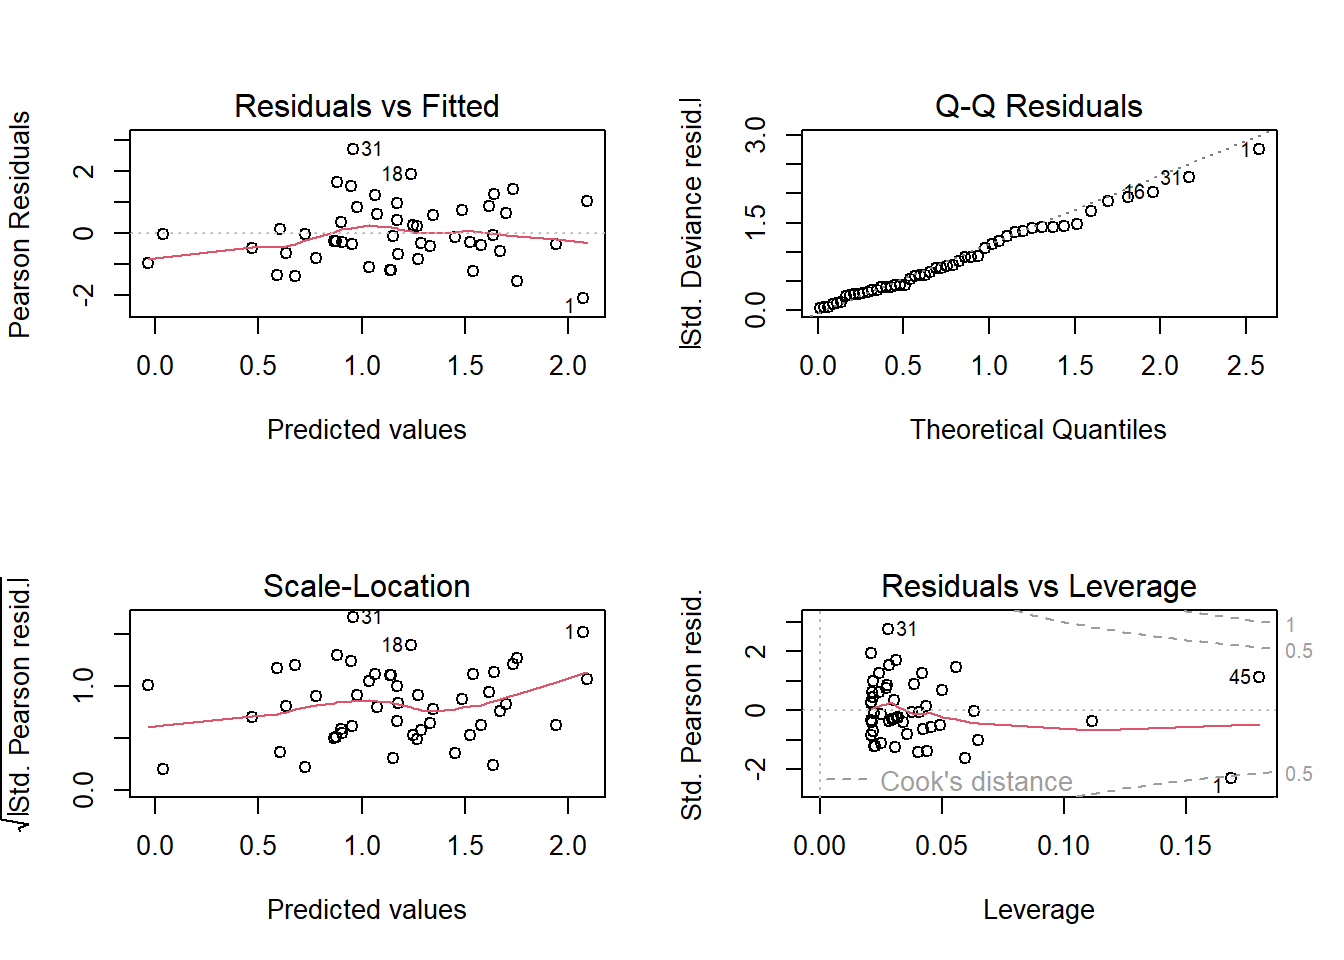 Residuals vs Fitted
Pearson Residuals
2
0
-2
31
18
1
0.0 0.5 1.0 1.5 2.0
Predicted values
Q-Q Residuals
|Std. Deviance resid.|
3.0
1.5
0.0
1
31
16
0.0 0.5 1.0 1.5 2.0 2.5
Theoretical Quantiles
Scale-Location
√|Std. Pearson resid.|
1.0
0.0
31
18
1
0.0 0.5 1.0 1.5 2.0
Predicted values
Residuals vs Leverage
Std. Pearson resid.
2
0
-2
31
45
1
1
0.5
0.5
Cook's distance
0.00 0.05 0.10 0.15
Leverage